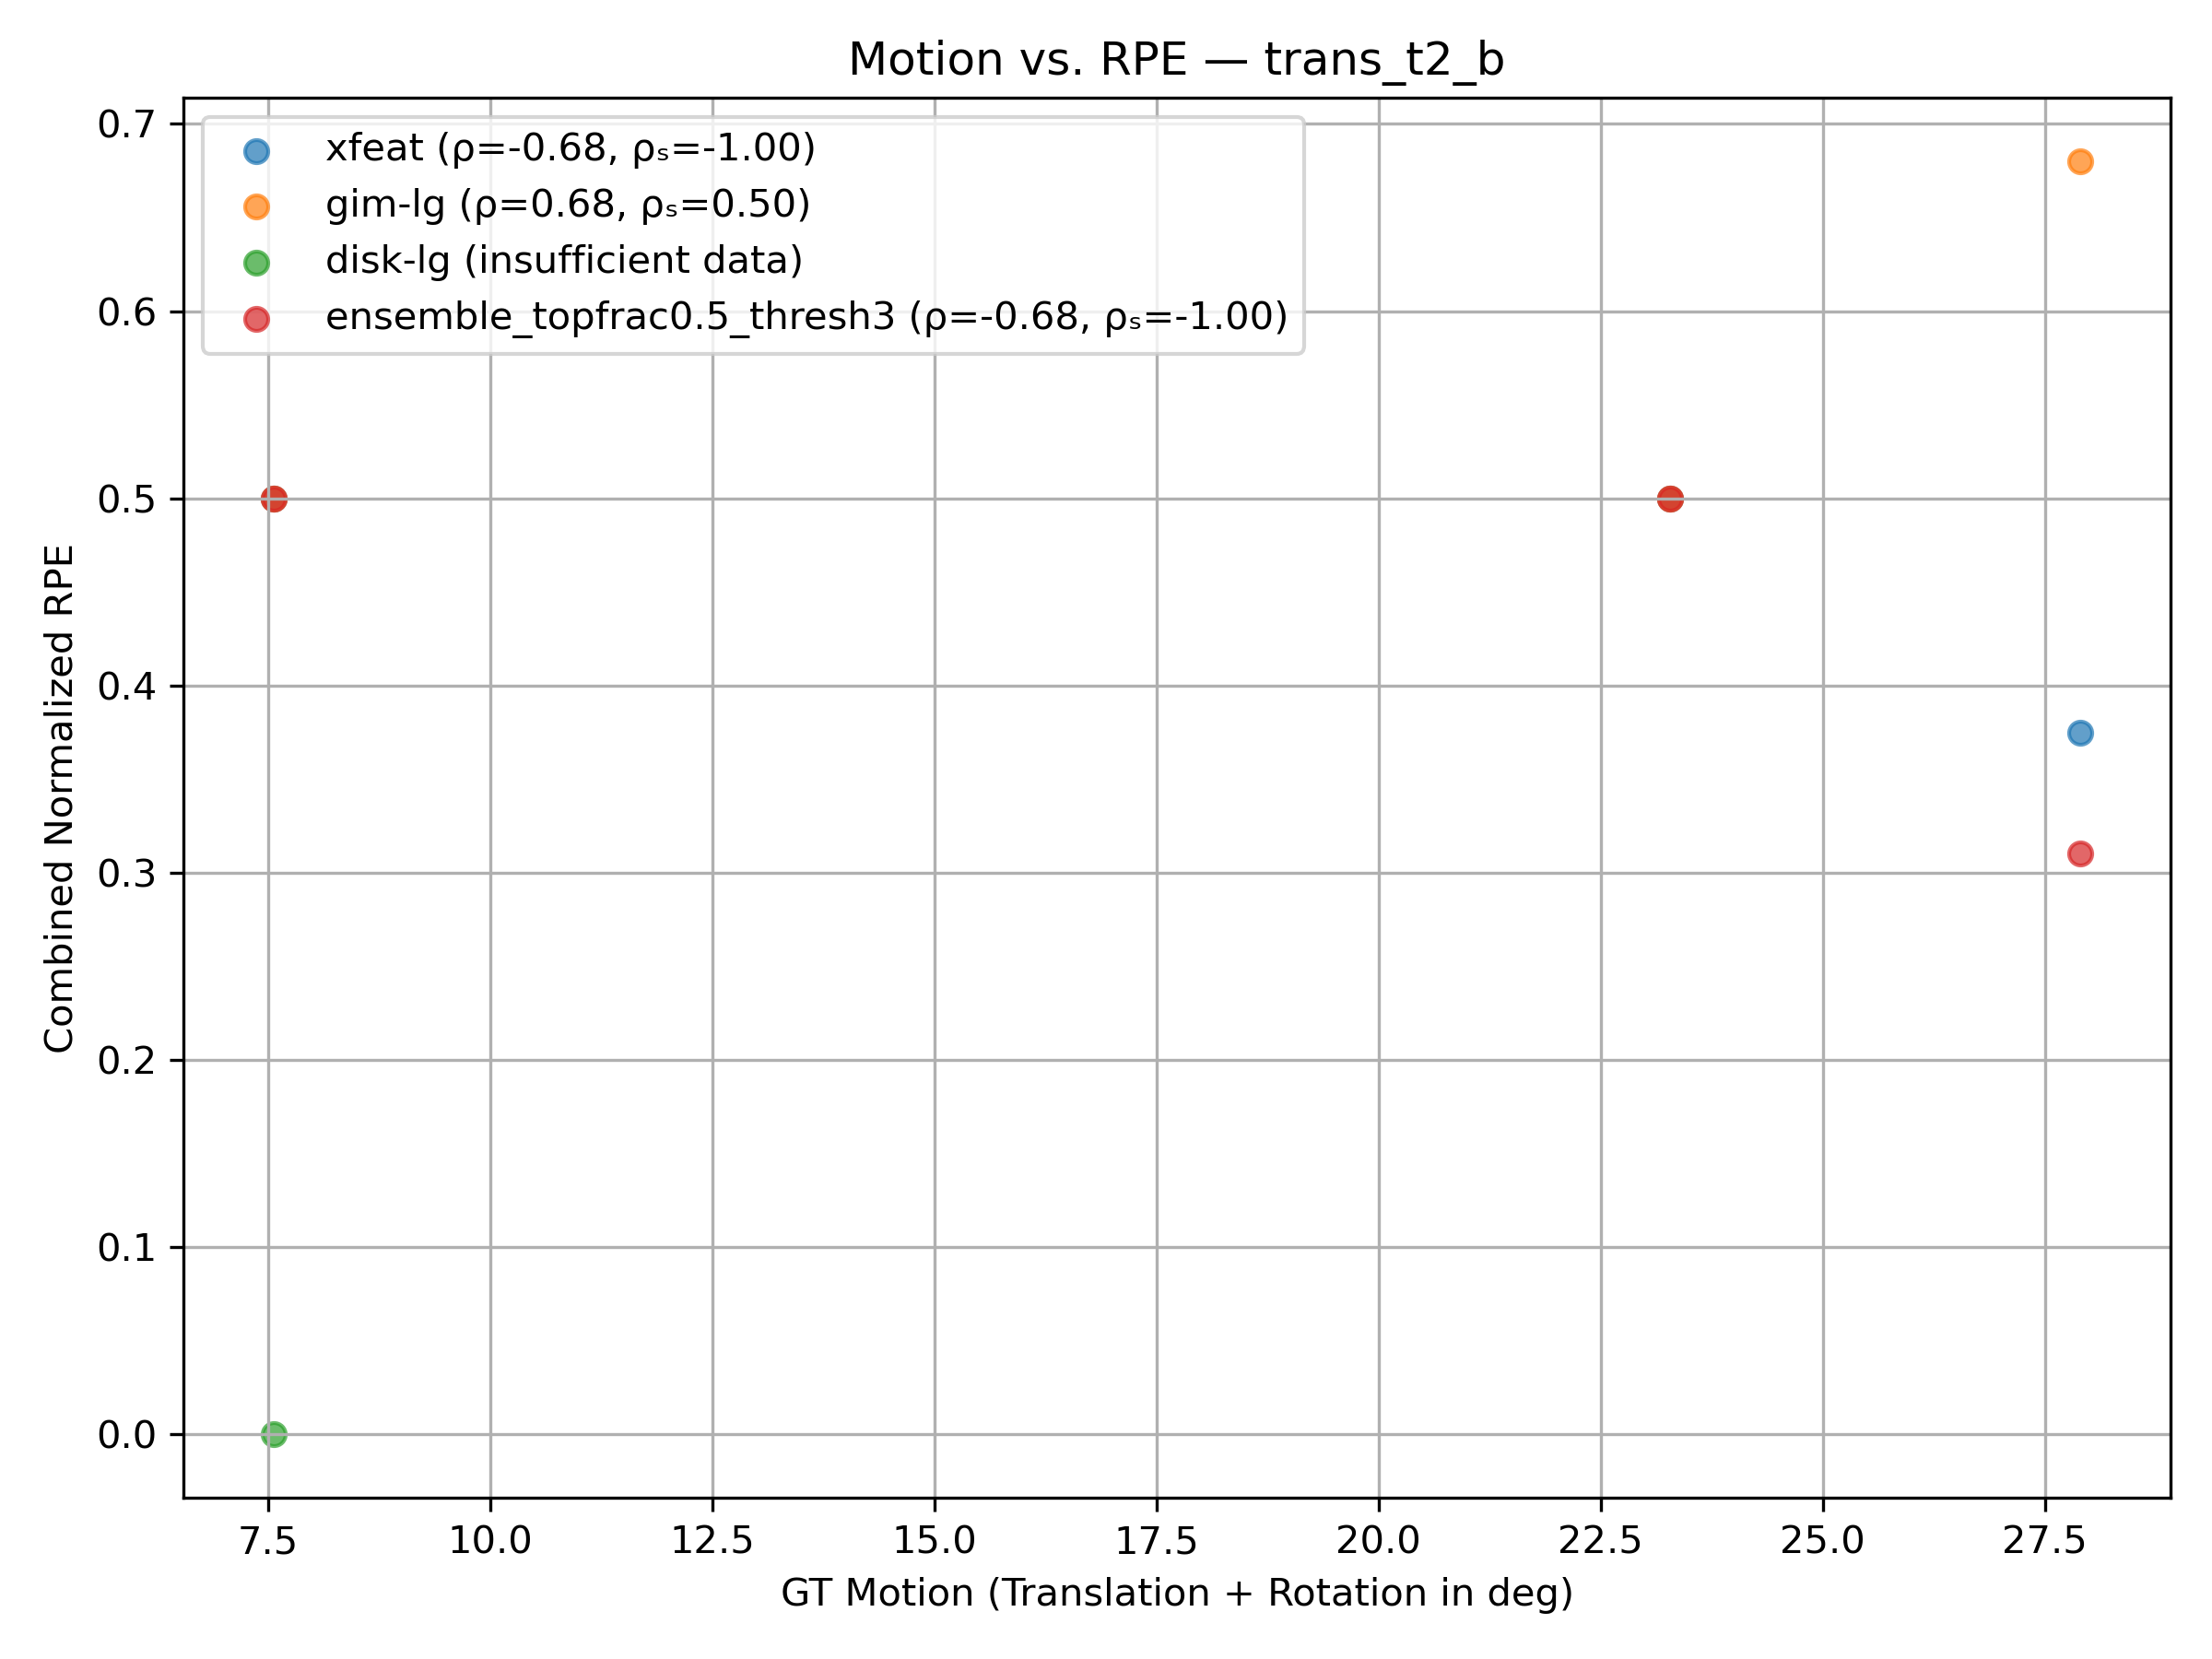 Motion vs. RPE — trans_t2_b
xfeat (ρ=-0.68, ρₛ=-1.00)
gim-lg (ρ=0.68, ρₛ=0.50)
disk-lg (insufficient data)
ensemble_topfrac0.5_thresh3 (ρ=-0.68, ρₛ=-1.00)
Combined Normalized RPE
0.7
0.6
0.5
0.4
0.3
0.2
0.1
0.0
7.5 10.0 12.5 15.0 17.5 20.0 22.5 25.0 27.5
GT Motion (Translation + Rotation in deg)